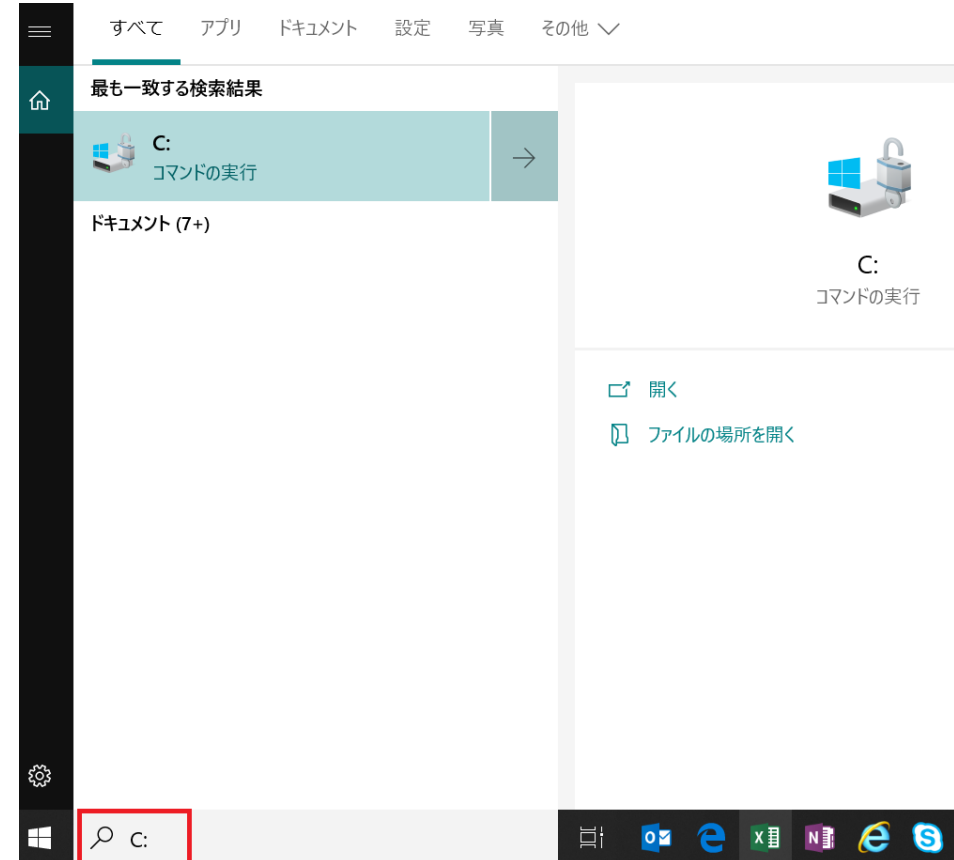 すべて アプリ ドキュメント 設定 写真 その他
最も一致する検索結果
C:
コマンドの実行
ドキュメント (7+)
C:
コマンドの実行
開く
ファイルの場所を開く
C: